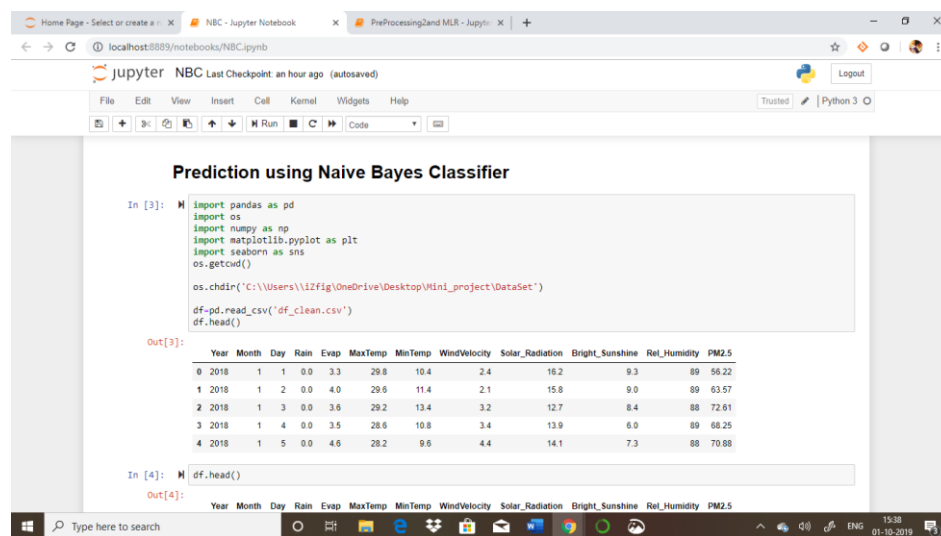 Home Page - Select or create a n
NBC - Jupyter Notebook
PreProcessing2and MLR - Jupyte
localhost:8889/notebooks/NBC.ipynb
jupyter NBC Last Checkpoint: an hour ago (autosaved)
Logout
File Edit View Insert Cell Kernel Widgets Help
Trusted Python 3
Run Code
Prediction using Naive Bayes Classifier
In [3]:
import pandas as pd
import os
import numpy as np
import matplotlib.pyplot as plt
import seaborn as sns
os.getcwd()
os.chdir('C:\\Users\\iZfig\OneDrive\Desktop\Mini_project\DataSet')
df=pd.read_csv('df_clean.csv')
df.head()
Out[3]:
Year Month Day Rain Evap MaxTemp MinTemp WindVelocity Solar_Radiation Bright_Sunshine Rel_Humidity PM2.5
0 2018 1 1 0.0 3.3 29.8 10.4 2.4 16.2 9.3 89 56.22
1 2018 1 2 0.0 4.0 29.6 11.4 2.1 15.8 9.0 89 63.57
2 2018 1 3 0.0 3.6 29.2 13.4 3.2 12.7 8.4 88 72.61
3 2018 1 4 0.0 3.5 28.6 10.8 3.4 13.9 6.0 89 68.25
4 2018 1 5 0.0 4.6 28.2 9.6 4.4 14.1 7.3 88 70.88
In [4]: df.head()
Out[4]:
Year Month Day Rain Evap MaxTemp MinTemp WindVelocity Solar_Radiation Bright_Sunshine Rel_Humidity PM2.5
Type here to search
ENG
15:38
01-10-2019